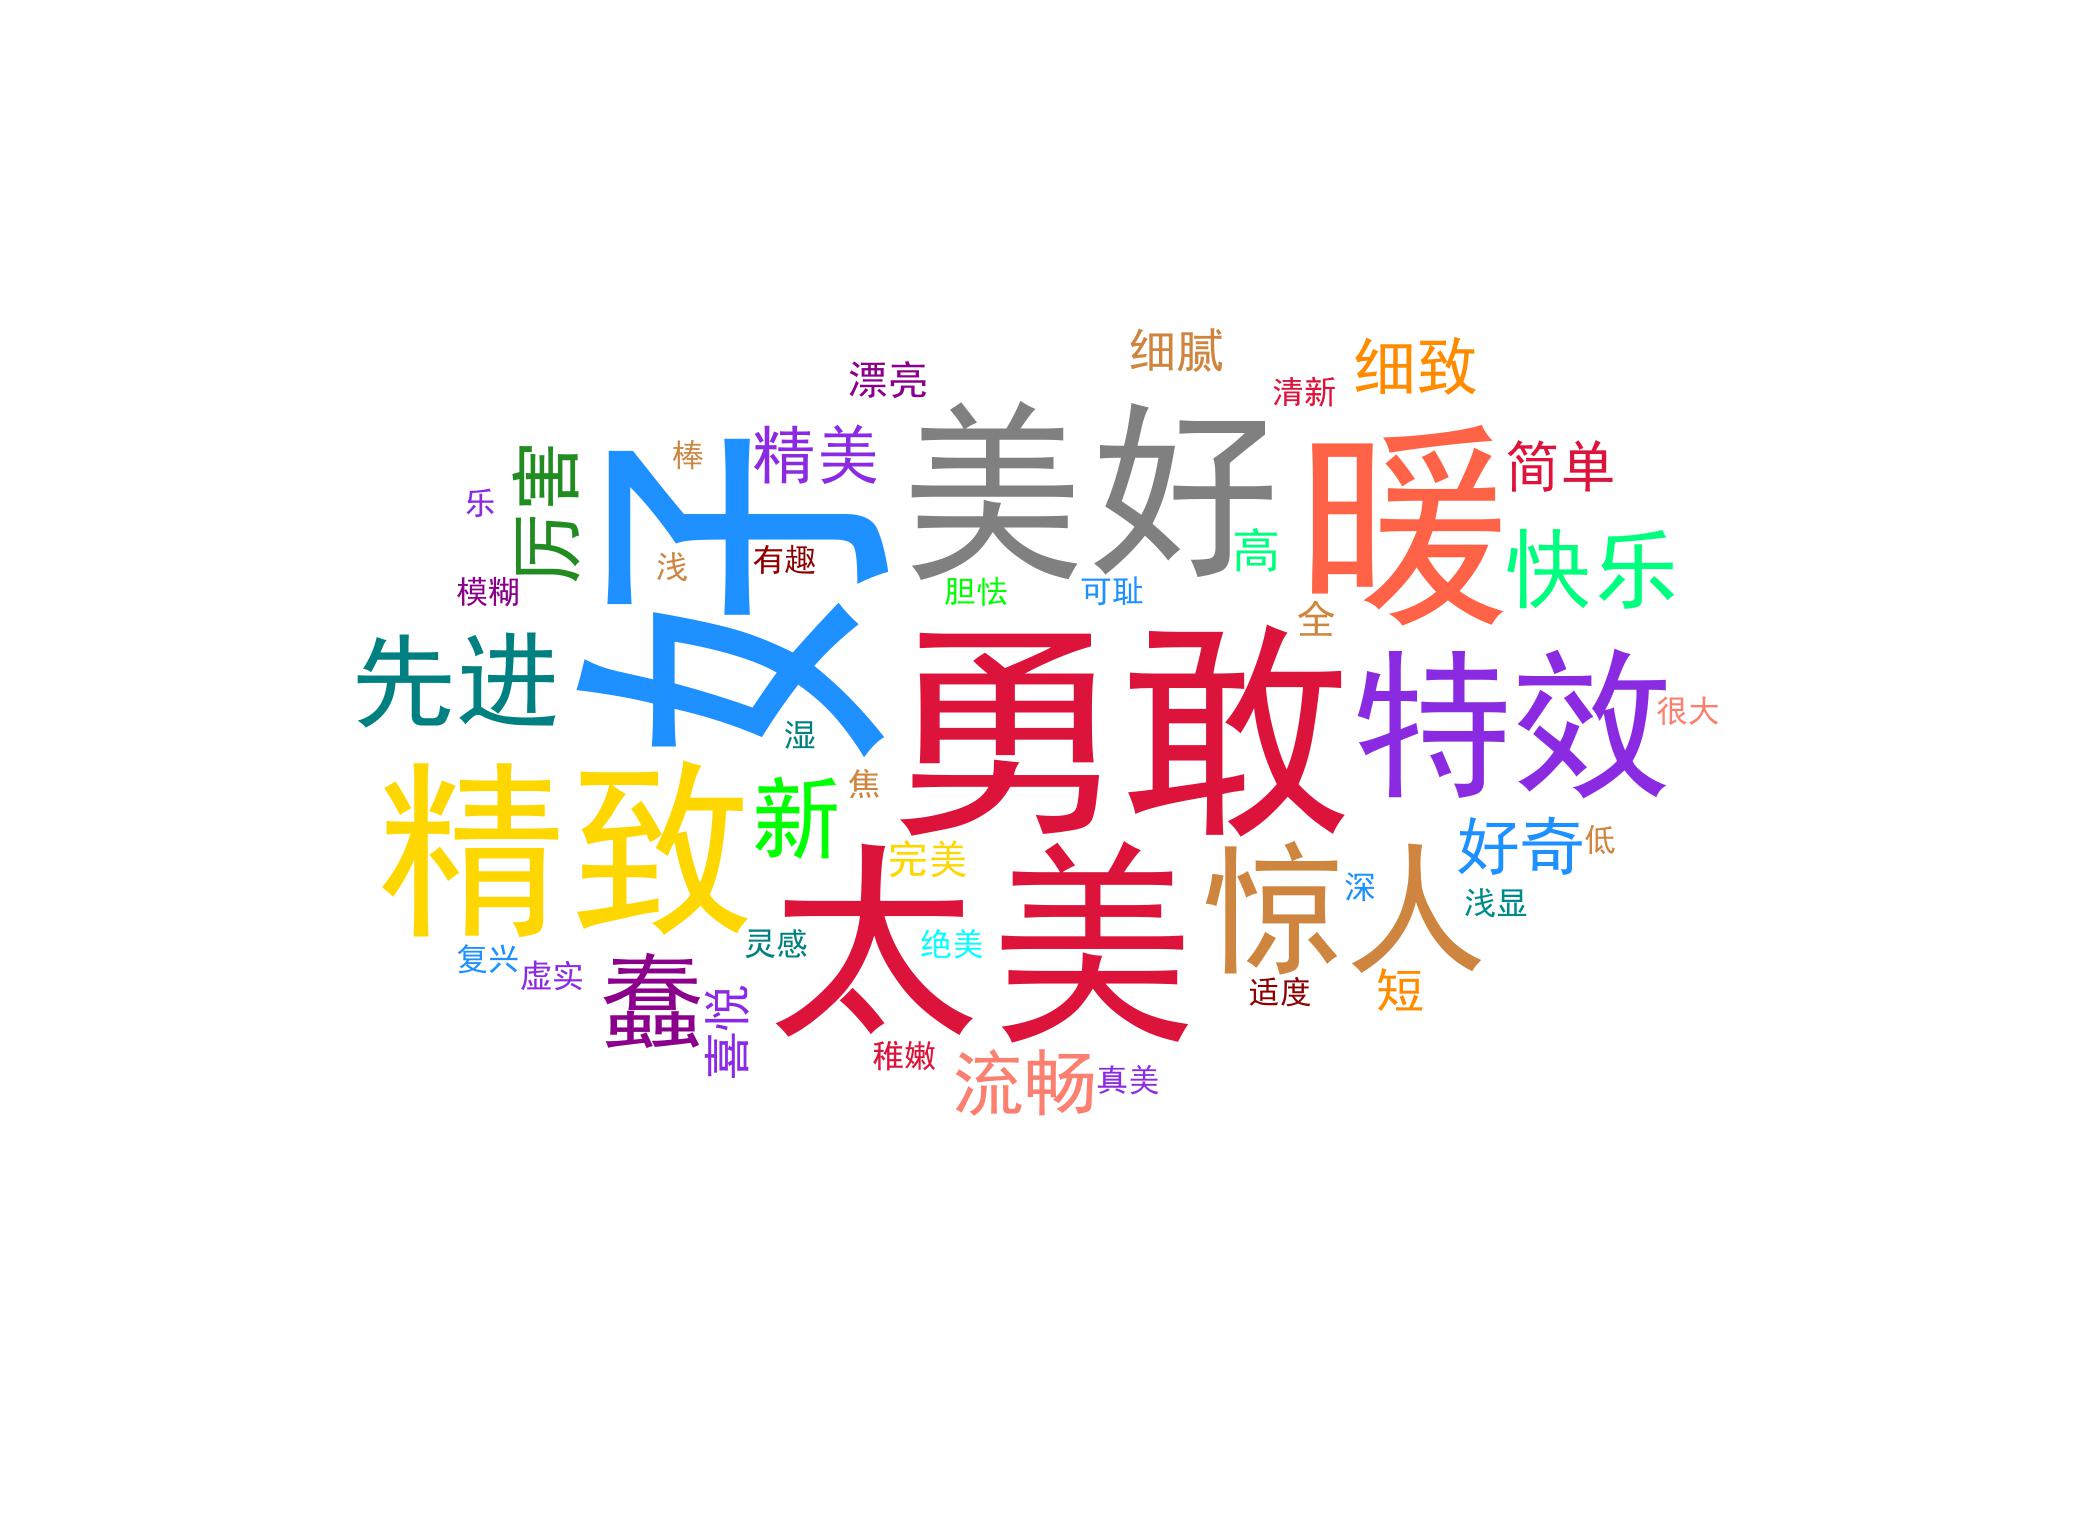 细腻
细致
漂亮
清新
美好
暖
精美
棒
简单
厉害
乐
好
高
快乐
浅
有趣
模糊
胆怯
可耻
全
先进
勇敢
特效
很大
湿
精致
新
焦
好奇
低
完美
太美
惊人
深
浅显
复兴
虚实
灵感
绝美
蠢
喜悦
适度
短
稚嫩
流畅
真美